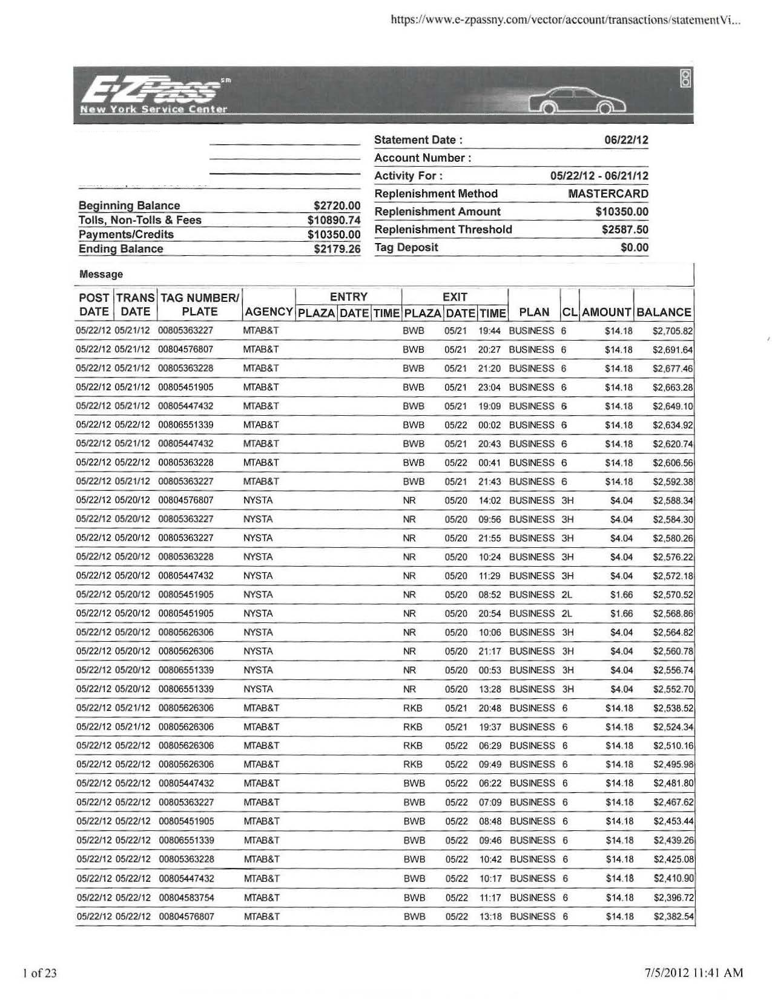 https://www.e-zpassny.com/vector/account/transactions/statementVi...
E-ZPass sm
New York Service Center
Statement Date : 06/22/12
Account Number :
Activity For : 05/22/12 - 06/21/12
Replenishment Method MASTERCARD
Beginning Balance $2720.00
Replenishment Amount $10350.00
Tolls, Non-Tolls & Fees $10890.74
Replenishment Threshold $2587.50
Payments/Credits $10350.00
Ending Balance $2179.26
Tag Deposit $0.00
Message
POST DATE TRANS DATE TAG NUMBER/ PLATE AGENCY ENTRY PLAZA DATE TIME EXIT PLAZA DATE TIME PLAN CL AMOUNT BALANCE
05/22/12 05/21/12 00805363227 MTAB&T BWB 05/21 19:44 BUSINESS 6 $14.18 $2,705.82
05/22/12 05/21/12 00804576807 MTAB&T BWB 05/21 20:27 BUSINESS 6 $14.18 $2,691.64
05/22/12 05/21/12 00805363228 MTAB&T BWB 05/21 21:20 BUSINESS 6 $14.18 $2,677.46
05/22/12 05/21/12 00805451905 MTAB&T BWB 05/21 23:04 BUSINESS 6 $14.18 $2,663.28
05/22/12 05/21/12 00805447432 MTAB&T BWB 05/21 19:09 BUSINESS 6 $14.18 $2,649.10
05/22/12 05/22/12 00806551339 MTAB&T BWB 05/22 00:02 BUSINESS 6 $14.18 $2,634.92
05/22/12 05/21/12 00805447432 MTAB&T BWB 05/21 20:43 BUSINESS 6 $14.18 $2,620.74
05/22/12 05/22/12 00805363228 MTAB&T BWB 05/22 00:41 BUSINESS 6 $14.18 $2,606.56
05/22/12 05/21/12 00805363227 MTAB&T BWB 05/21 21:43 BUSINESS 6 $14.18 $2,592.38
05/22/12 05/20/12 00804576807 NYSTA NR 05/20 14:02 BUSINESS 3H $4.04 $2,588.34
05/22/12 05/20/12 00805363227 NYSTA NR 05/20 09:56 BUSINESS 3H $4.04 $2,584.30
05/22/12 05/20/12 00805363227 NYSTA NR 05/20 21:55 BUSINESS 3H $4.04 $2,580.26
05/22/12 05/20/12 00805363228 NYSTA NR 05/20 10:24 BUSINESS 3H $4.04 $2,576.22
05/22/12 05/20/12 00805447432 NYSTA NR 05/20 11:29 BUSINESS 3H $4.04 $2,572.18
05/22/12 05/20/12 00805451905 NYSTA NR 05/20 08:52 BUSINESS 2L $1.66 $2,570.52
05/22/12 05/20/12 00805451905 NYSTA NR 05/20 20:54 BUSINESS 2L $1.66 $2,568.86
05/22/12 05/20/12 00805626306 NYSTA NR 05/20 10:06 BUSINESS 3H $4.04 $2,564.82
05/22/12 05/20/12 00805626306 NYSTA NR 05/20 21:17 BUSINESS 3H $4.04 $2,560.78
05/22/12 05/20/12 00806551339 NYSTA NR 05/20 00:53 BUSINESS 3H $4.04 $2,556.74
05/22/12 05/20/12 00806551339 NYSTA NR 05/20 13:28 BUSINESS 3H $4.04 $2,552.70
05/22/12 05/21/12 00805626306 MTAB&T RKB 05/21 20:48 BUSINESS 6 $14.18 $2,538.52
05/22/12 05/21/12 00805626306 MTAB&T RKB 05/21 19:37 BUSINESS 6 $14.18 $2,524.34
05/22/12 05/22/12 00805626306 MTAB&T RKB 05/22 06:29 BUSINESS 6 $14.18 $2,510.16
05/22/12 05/22/12 00805626306 MTAB&T RKB 05/22 09:49 BUSINESS 6 $14.18 $2,495.98
05/22/12 05/22/12 00805447432 MTAB&T BWB 05/22 06:22 BUSINESS 6 $14.18 $2,481.80
05/22/12 05/22/12 00805363227 MTAB&T BWB 05/22 07:09 BUSINESS 6 $14.18 $2,467.62
05/22/12 05/22/12 00805451905 MTAB&T BWB 05/22 08:48 BUSINESS 6 $14.18 $2,453.44
05/22/12 05/22/12 00806551339 MTAB&T BWB 05/22 09:46 BUSINESS 6 $14.18 $2,439.26
05/22/12 05/22/12 00805363228 MTAB&T BWB 05/22 10:42 BUSINESS 6 $14.18 $2,425.08
05/22/12 05/22/12 00805447432 MTAB&T BWB 05/22 10:17 BUSINESS 6 $14.18 $2,410.90
05/22/12 05/22/12 00804583754 MTAB&T BWB 05/22 11:17 BUSINESS 6 $14.18 $2,396.72
05/22/12 05/22/12 00804576807 MTAB&T BWB 05/22 13:18 BUSINESS 6 $14.18 $2,382.54
1 of 23 7/5/2012 11:41 AM